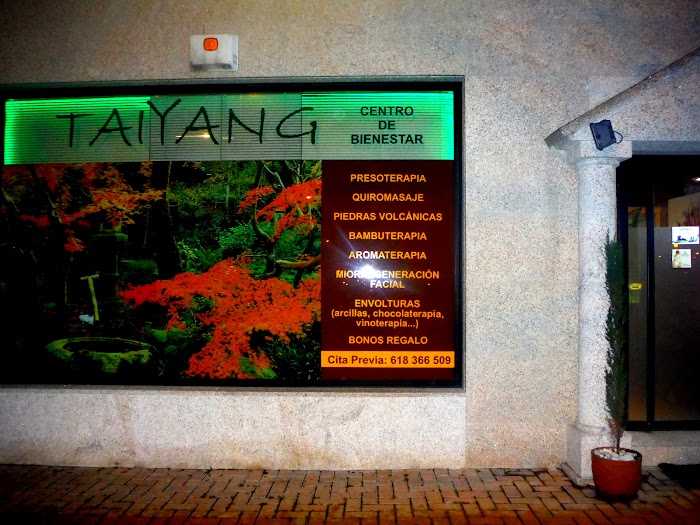 TAIYANG
CENTRO
DE
BIENESTAR
PRESOTERAPIA
QUIROMASAJE
PIEDRAS VOLCÁNICAS
BAMBUTERAPIA
AROMATERAPIA
FACIAL
ENVOLTURAS
(arcillas, chocolaterapia,
vinoterapia...)
BONOS REGALO
Cita Previa: 618 366 509